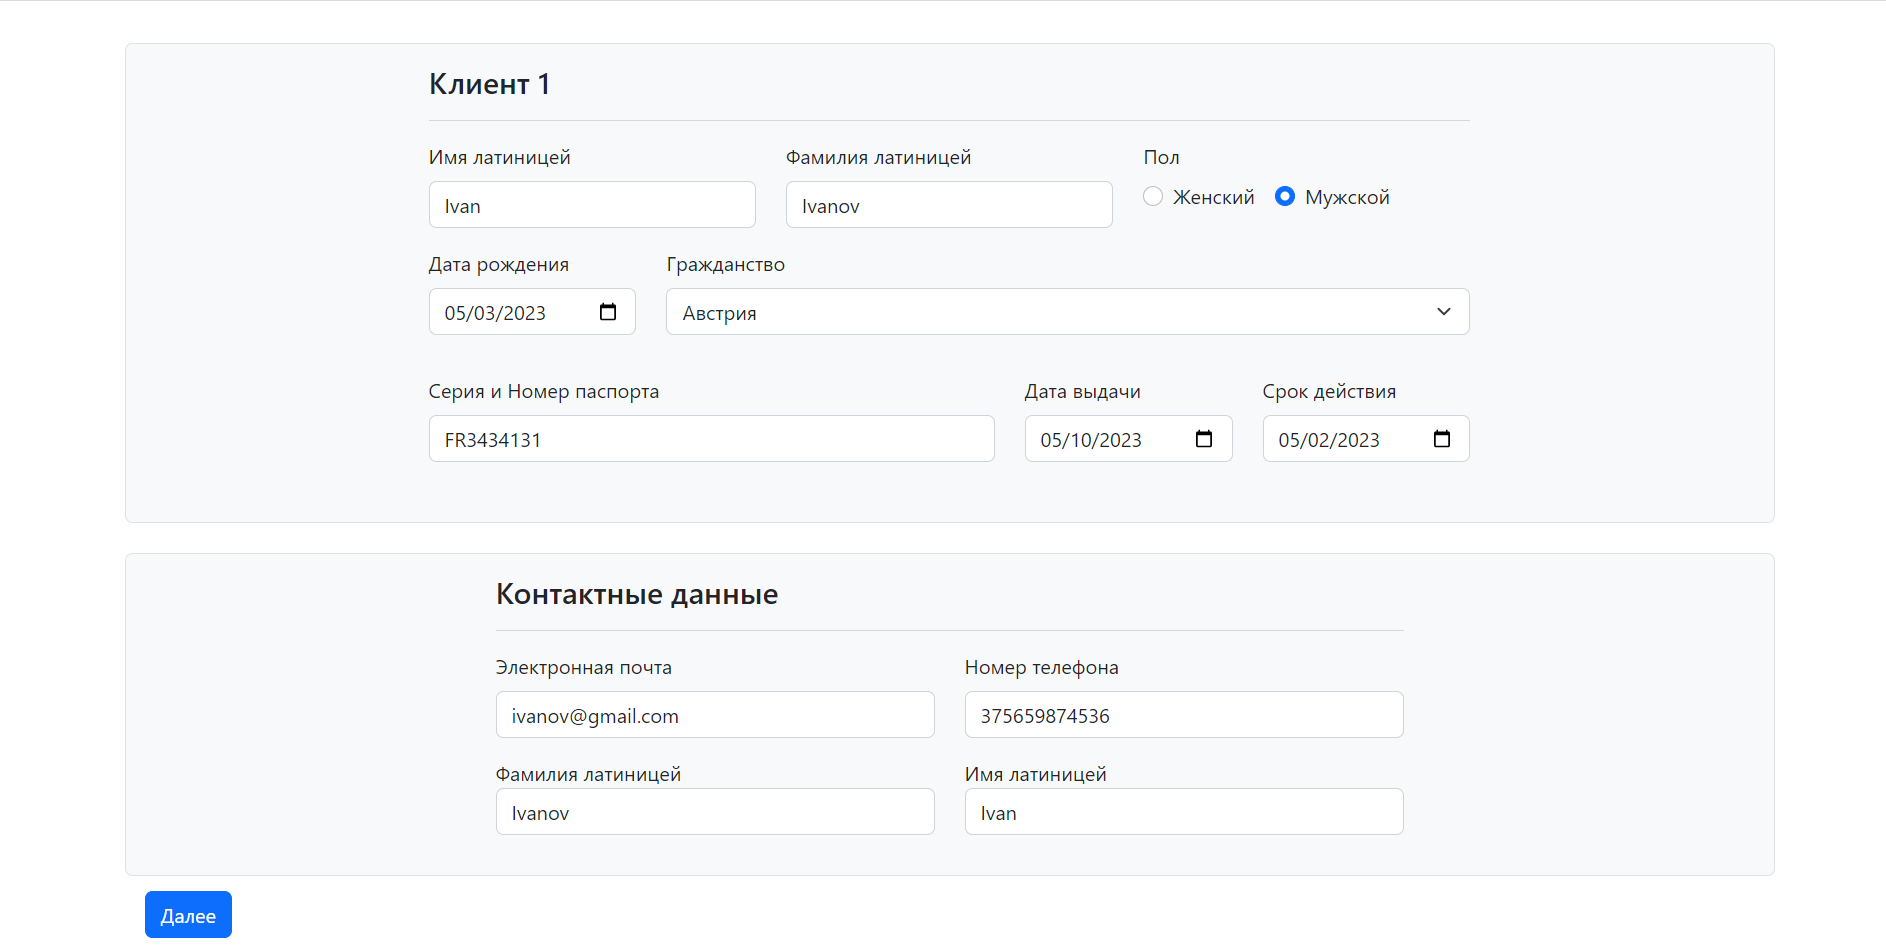 Клиент 1
Имя латиницей Фамилия латиницей Пол
Ivan Ivanov Женский Мужской
Дата рождения Гражданство
05/03/2023 Австрия
Серия и Номер паспорта Дата выдачи Срок действия
FR3434131 05/10/2023 05/02/2023
Контактные данные
Электронная почта Номер телефона
ivanov@gmail.com 375659874536
Фамилия латиницей Имя латиницей
Ivanov Ivan
Далее